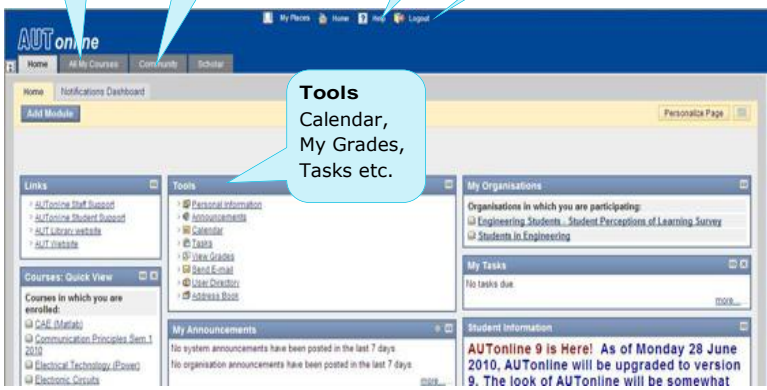 My Places Home Help Logout
AUTonline
Home All My Courses Community Scholar
Home Notifications Dashboard
Add Module
Personalize Page
Tools
Calendar,
My Grades,
Tasks etc.
Links
AUTonline Staff Support
AUTonline Student Support
AUT Library website
AUT Website
Courses: Quick View
Courses in which you are
enrolled:
CAE (Matlab)
Communication Principles Sem 1
2010
Electrical Technology (Power)
Electronic Circuits
Tools
Personal Information
Announcements
Calendar
Tasks
View Grades
Send E-mail
User Directory
Address Book
My Announcements
No system announcements have been posted in the last 7 days
No organisation announcements have been posted in the last 7 days
more...
My Organisations
Organisations in which you are participating:
Engineering Students - Student Perceptions of Learning Survey
Students in Engineering
My Tasks
No tasks due.
more...
Student Information
AUTonline 9 is Here! As of Monday 28 June
2010, AUTonline will be upgraded to version
9. The look of AUTonline will be somewhat